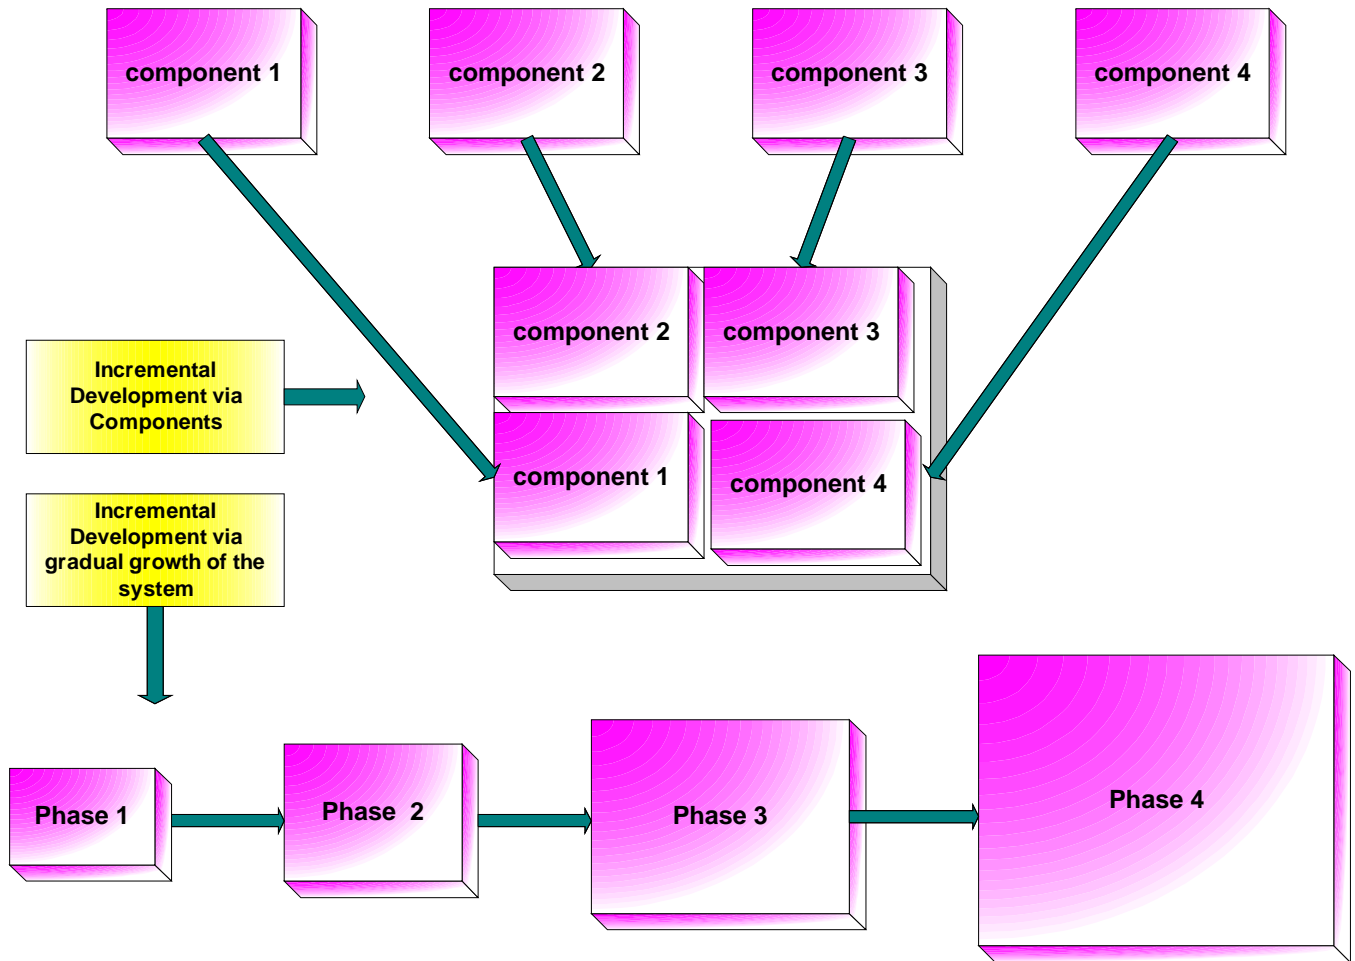 component 1
component 2
component 3
component 4
component 2
component 3
component 1
component 4
Incremental
Development via
Components
Incremental
Development via
gradual growth of the
system
Phase 1
Phase  2
Phase 3
Phase 4